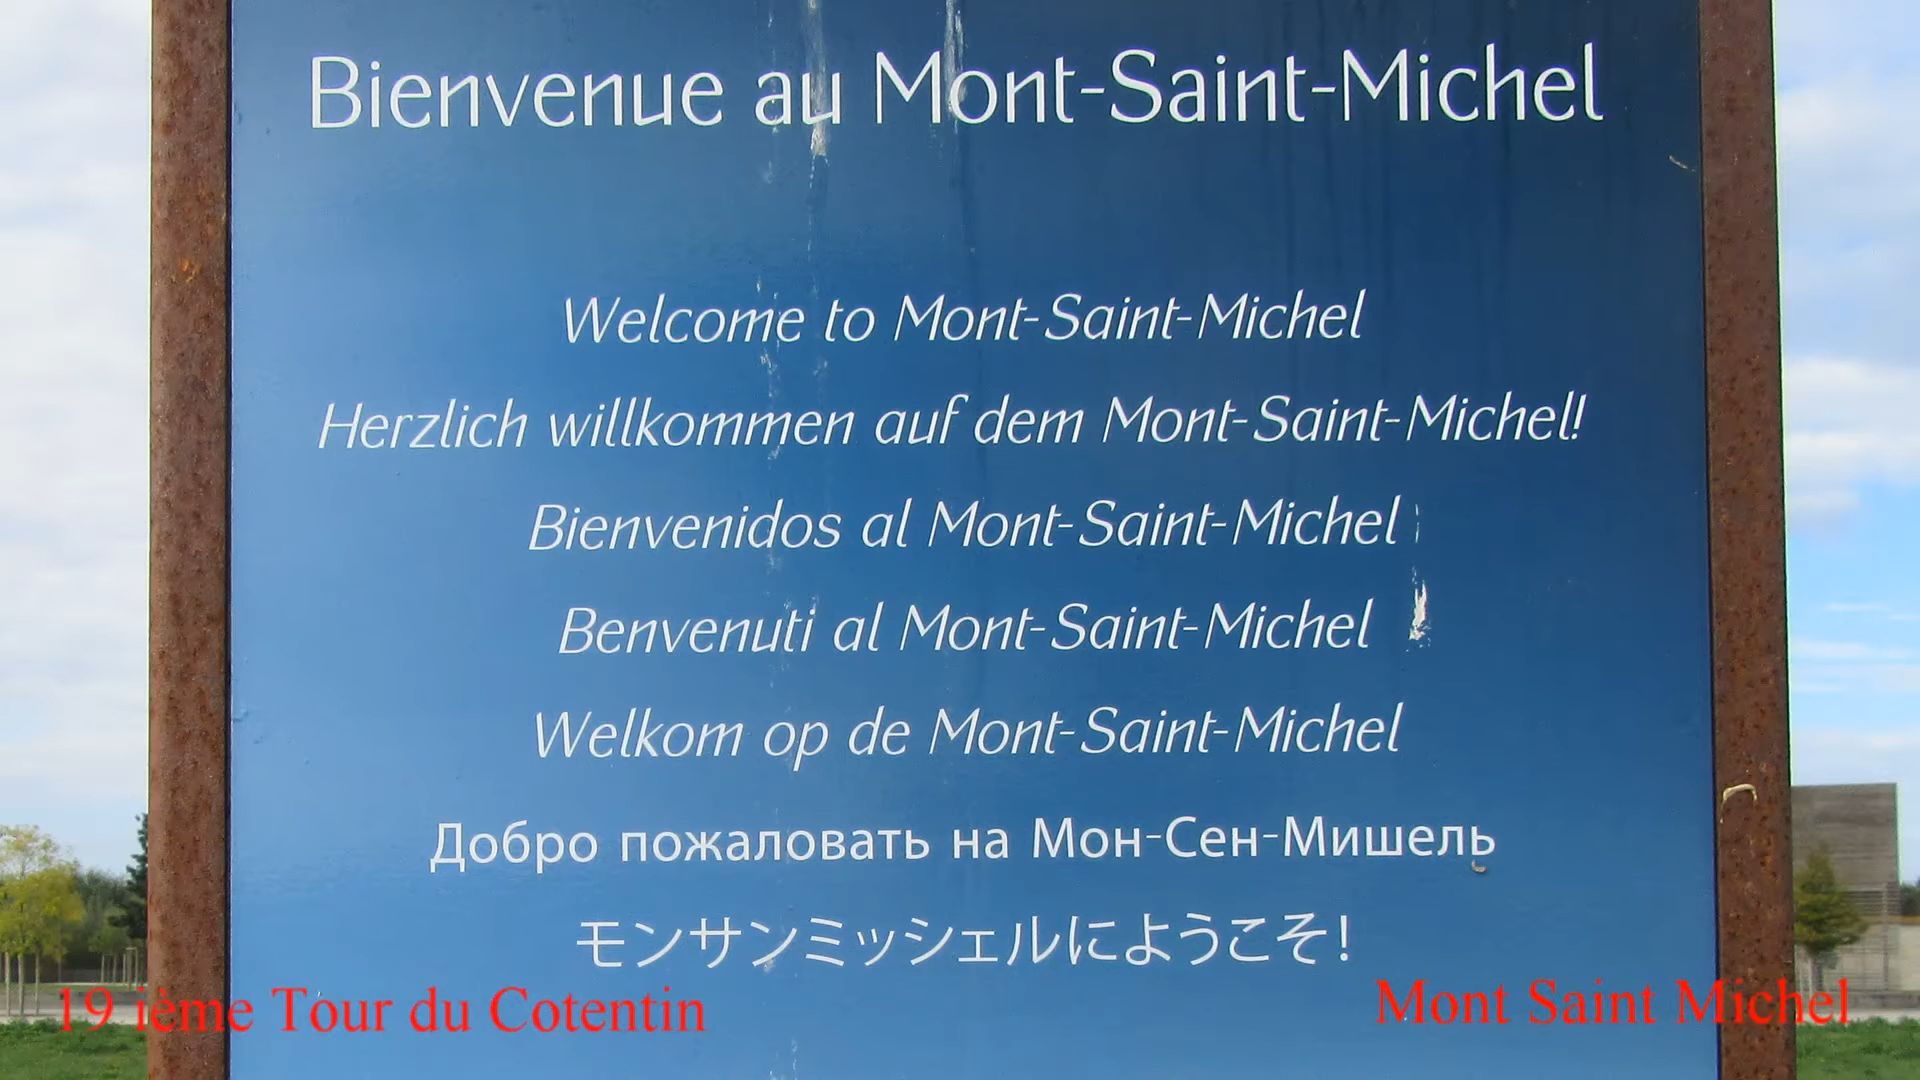 Bienvenue au Mont-Saint-Michel
Welcome to Mont-Saint-Michel
Herzlich willkommen auf dem Mont-Saint-Michel!
Bienvenidos al Mont-Saint-Michel
Benvenuti al Mont-Saint-Michel
Welkom op de Mont-Saint-Michel
Добро пожаловать на Мон-Сен-Мишель
モンサンミッシェルにようこそ!
19 ième Tour du Cotentin
Mont Saint Michel